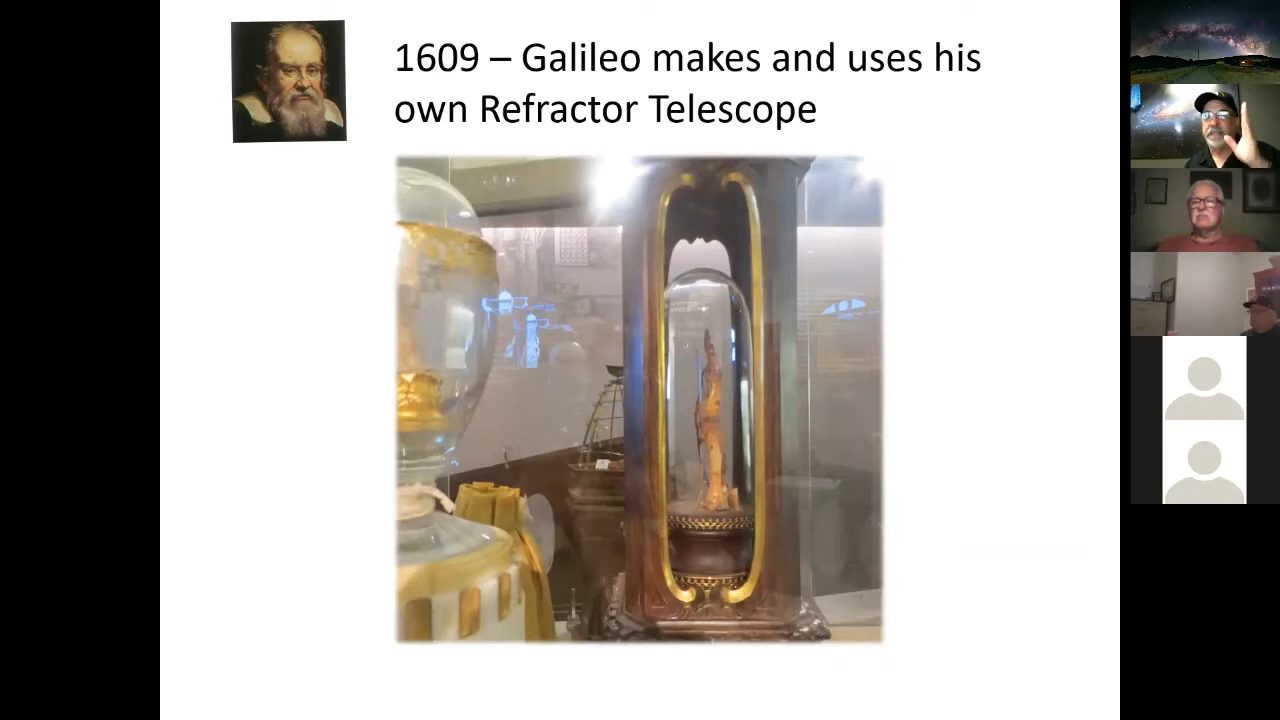 1609 – Galileo makes and uses his
own Refractor Telescope